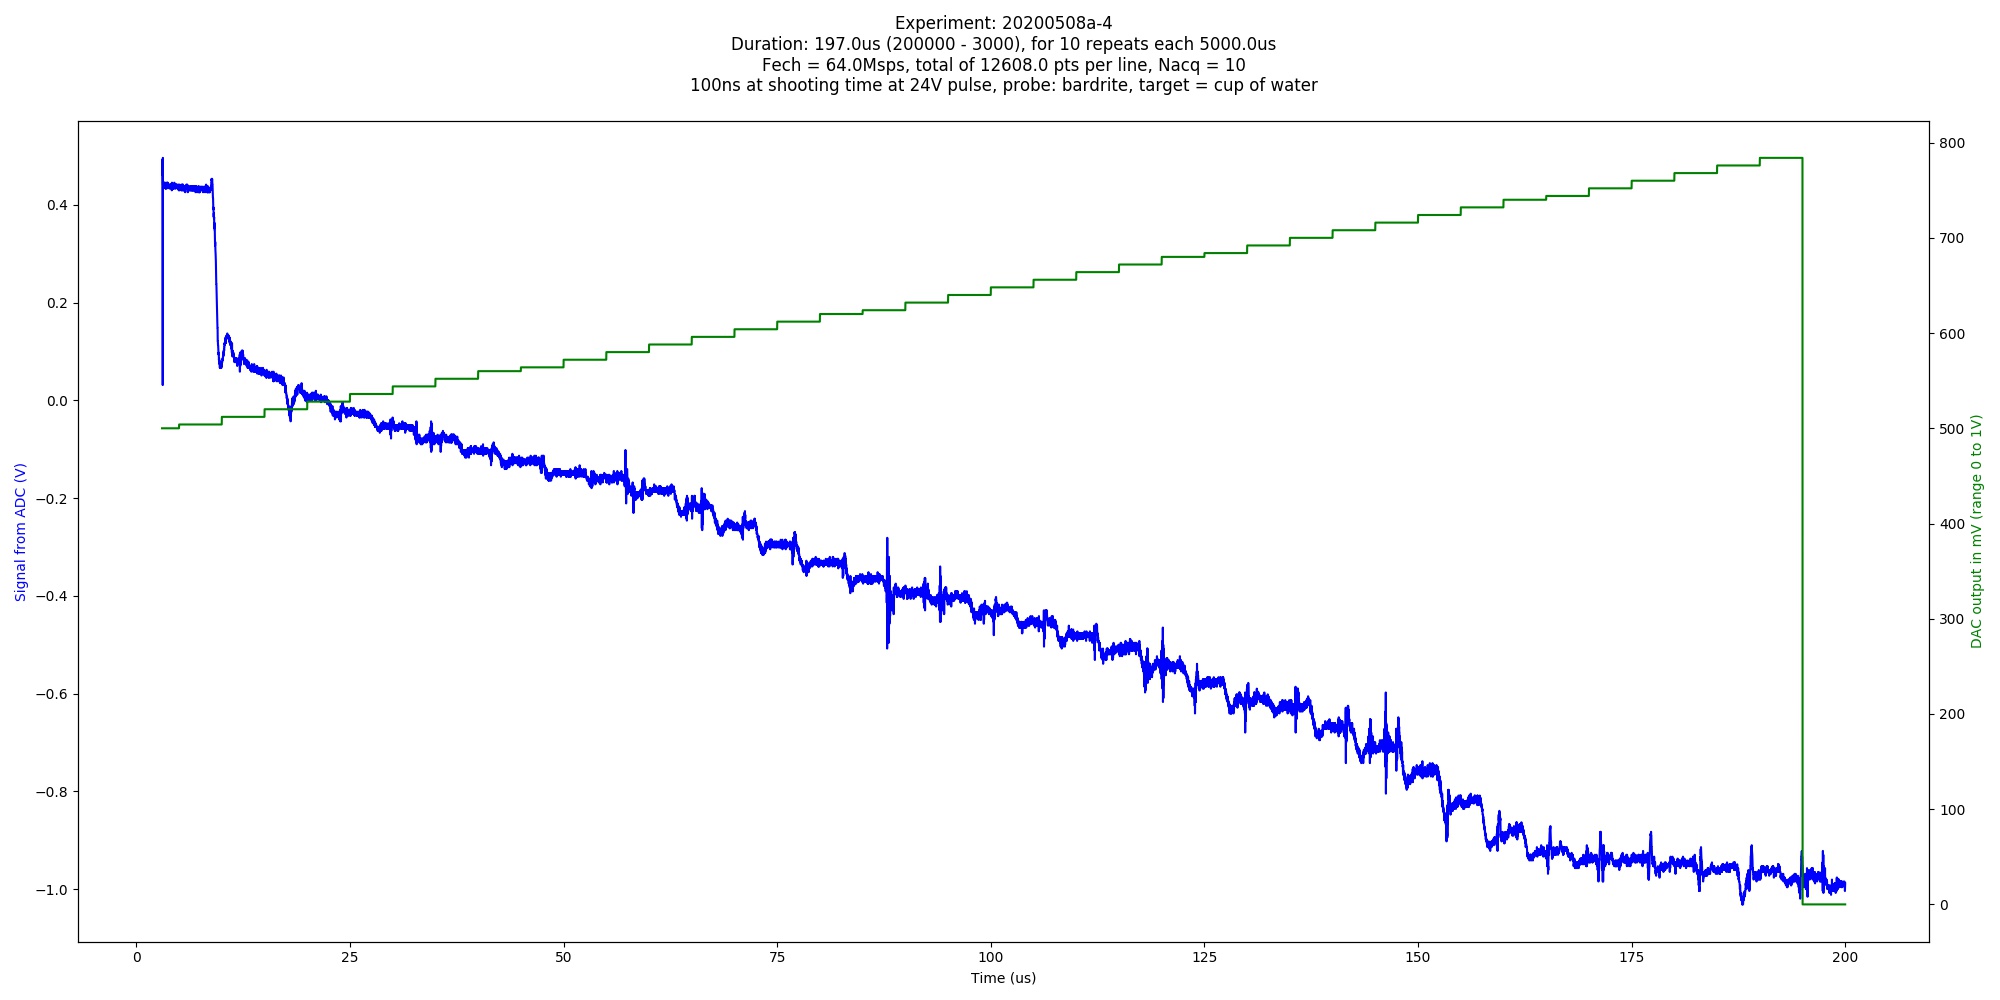 Experiment: 20200508a-4
Duration: 197.0us (200000 - 3000), for 10 repeats each 5000.0us
Fech = 64.0Msps, total of 12608.0 pts per line, Nacq = 10
100ns at shooting time at 24V pulse, probe: bardrite, target = cup of water
Signal from ADC (V)
0.4
0.2
0.0
−0.2
−0.4
−0.6
−0.8
−1.0
800
700
600
500
400
300
200
100
0
DAC output in mV (range 0 to 1V)
0 25 50 75 100 125 150 175 200
Time (us)